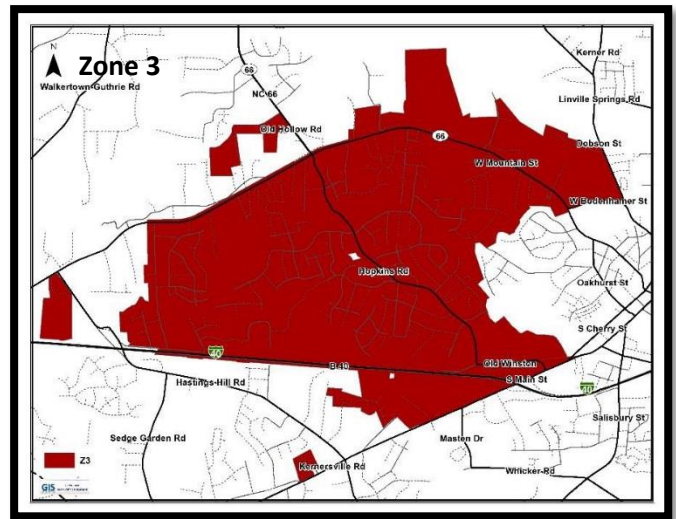 N
Zone 3
Walkertown-Guthrie Rd
66
NC 66
Kerner Rd
Linville Springs Rd
Old Hollow Rd
66
Dobson St
W Mountain St
W Bodenhamer St
Hopkins Rd
Oakhurst St
S Cherry St
40
B 40
Old Winston
Hastings-Hill Rd
S Main St
40
Salisbury St
Sedge Garden Rd
Masten Dr
Z3
Kernersville Rd
Whicker Rd
GIS